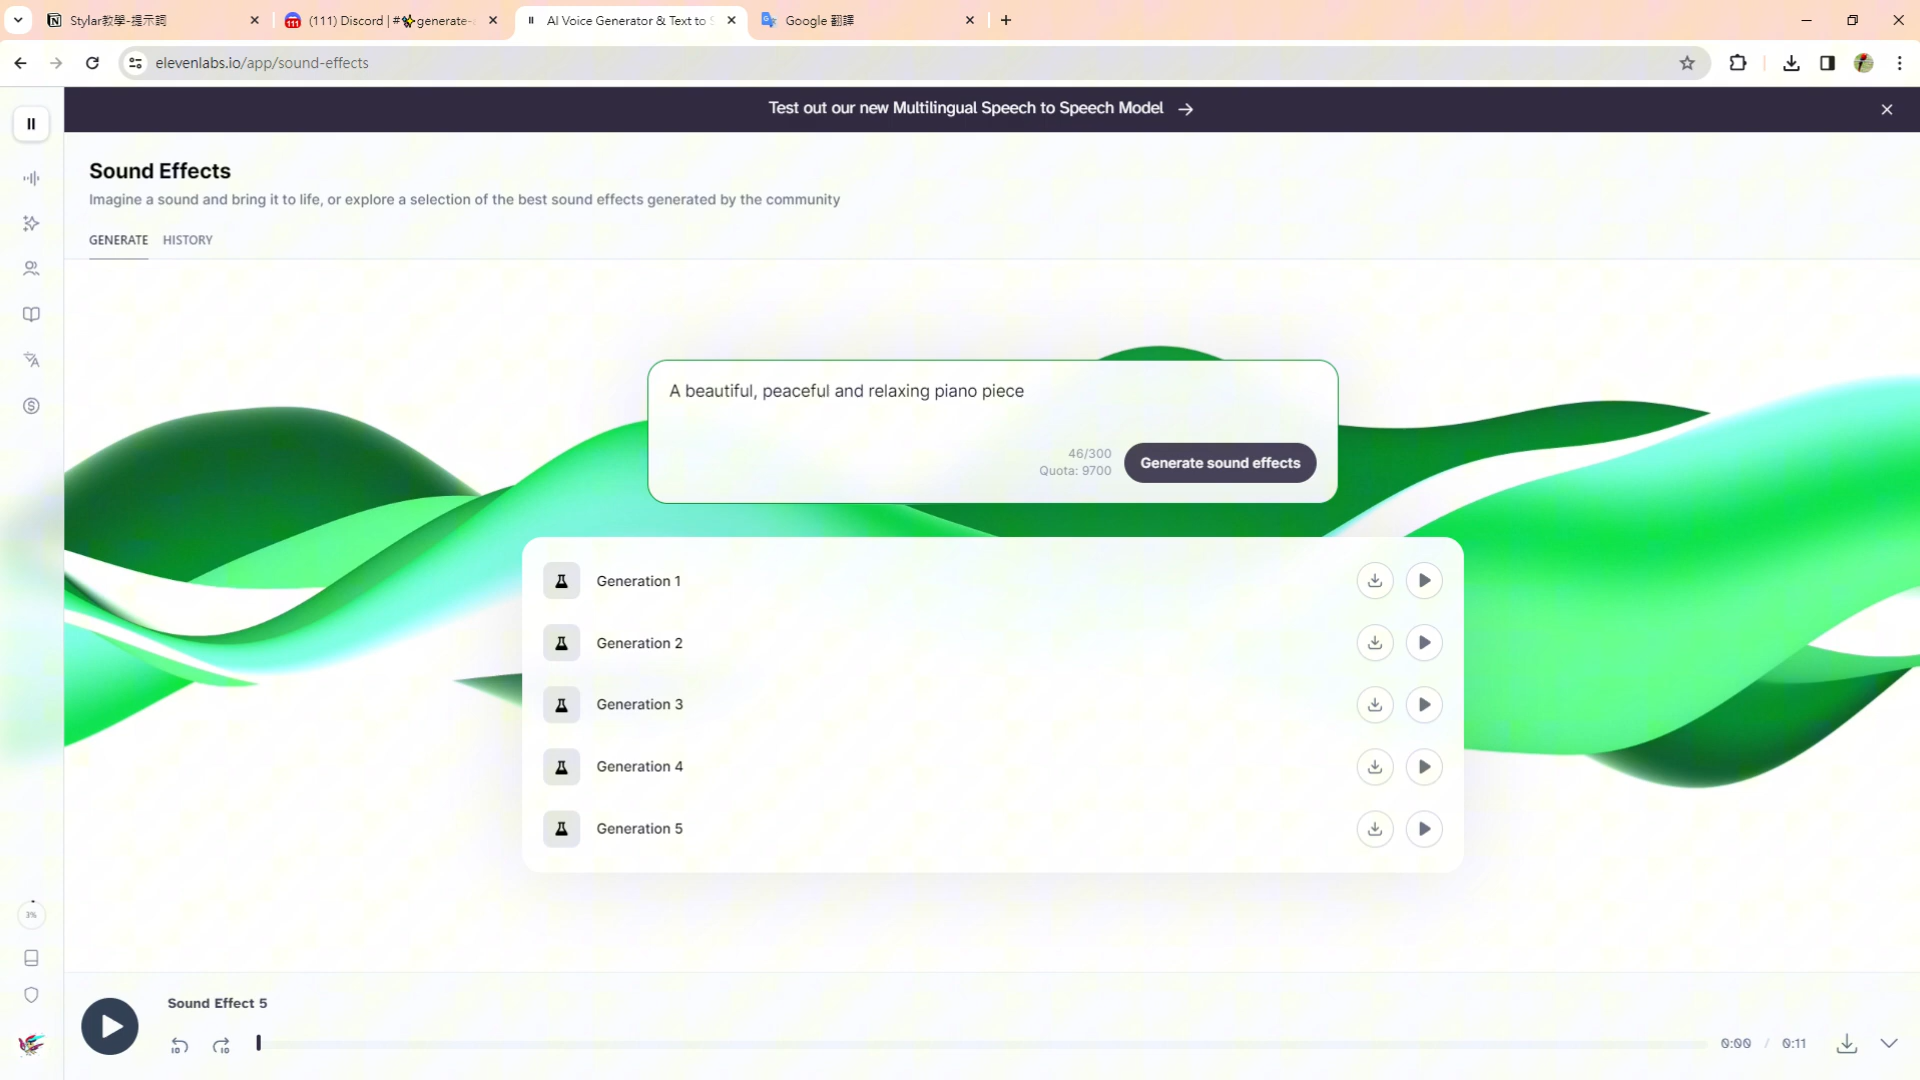 Stylar教學-提示詞
(111) Discord | #✨generate-
AI Voice Generator & Text to S
Google 翻譯
elevenlabs.io/app/sound-effects
Test out our new Multilingual Speech to Speech Model →
Sound Effects
Imagine a sound and bring it to life, or explore a selection of the best sound effects generated by the community
GENERATE HISTORY
A beautiful, peaceful and relaxing piano piece
46/300
Quota: 9700
Generate sound effects
Generation 1
Generation 2
Generation 3
Generation 4
Generation 5
3%
Sound Effect 5
10 10
0:00 / 0:11